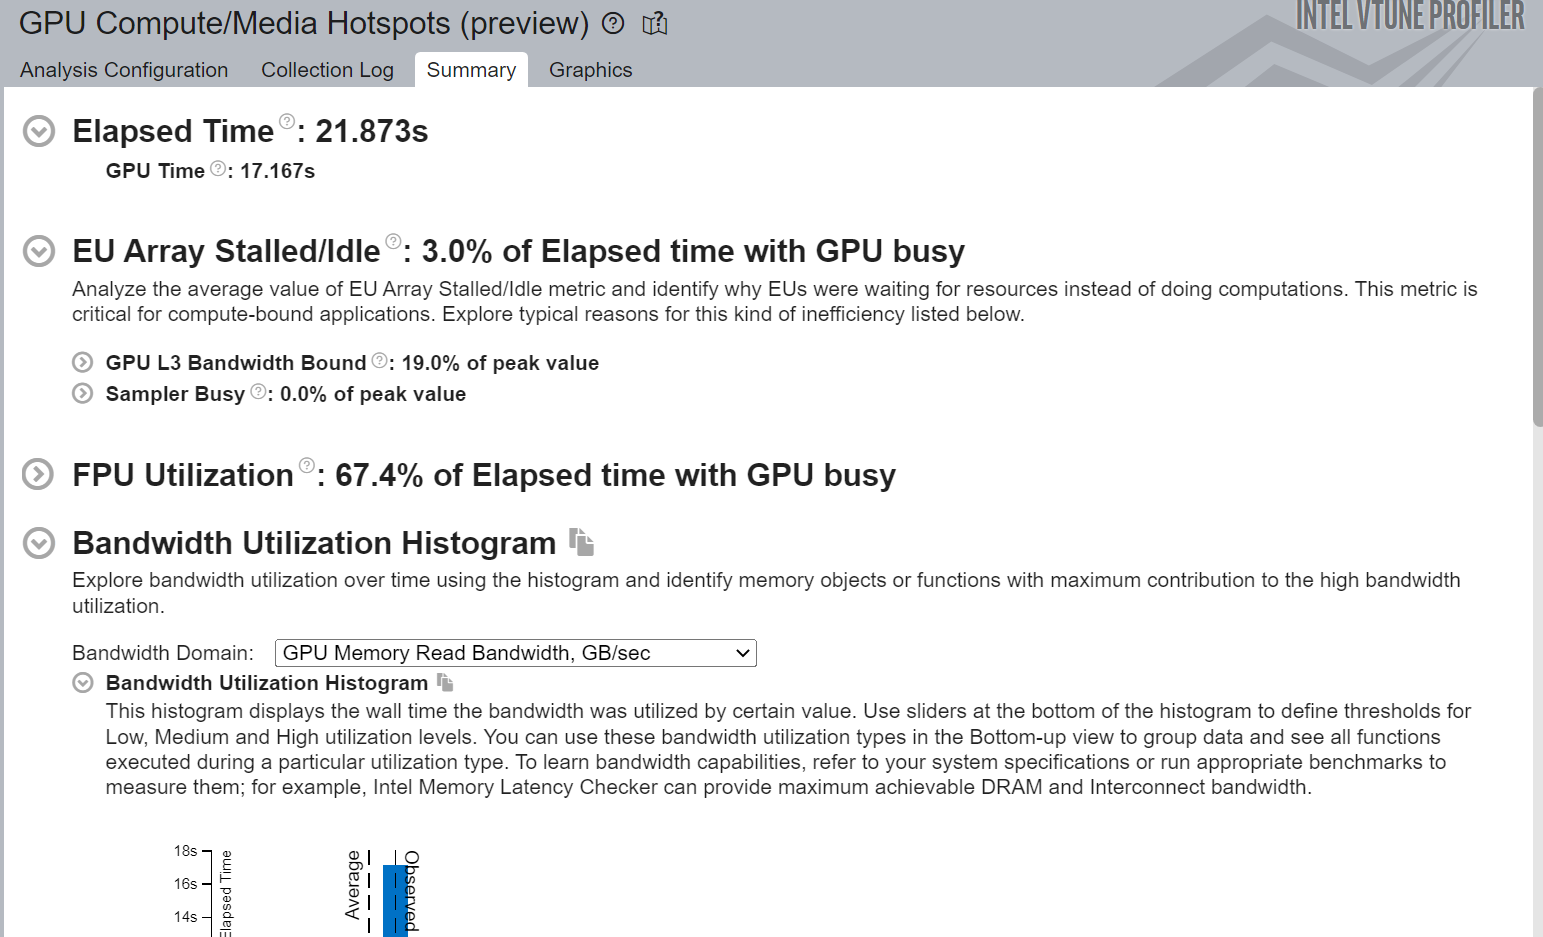 GPU Compute/Media Hotspots (preview) ?
INTEL VTUNE PROFILER
Analysis Configuration Collection Log Summary Graphics
Elapsed Time ?: 21.873s
GPU Time ?: 17.167s
EU Array Stalled/Idle ?: 3.0% of Elapsed time with GPU busy
Analyze the average value of EU Array Stalled/Idle metric and identify why EUs were waiting for resources instead of doing computations. This metric is
critical for compute-bound applications. Explore typical reasons for this kind of inefficiency listed below.
GPU L3 Bandwidth Bound ?: 19.0% of peak value
Sampler Busy ?: 0.0% of peak value
FPU Utilization ?: 67.4% of Elapsed time with GPU busy
Bandwidth Utilization Histogram
Explore bandwidth utilization over time using the histogram and identify memory objects or functions with maximum contribution to the high bandwidth
utilization.
Bandwidth Domain: GPU Memory Read Bandwidth, GB/sec
Bandwidth Utilization Histogram
This histogram displays the wall time the bandwidth was utilized by certain value. Use sliders at the bottom of the histogram to define thresholds for
Low, Medium and High utilization levels. You can use these bandwidth utilization types in the Bottom-up view to group data and see all functions
executed during a particular utilization type. To learn bandwidth capabilities, refer to your system specifications or run appropriate benchmarks to
measure them; for example, Intel Memory Latency Checker can provide maximum achievable DRAM and Interconnect bandwidth.
18s
16s
14s
Elapsed Time
Average
Observed